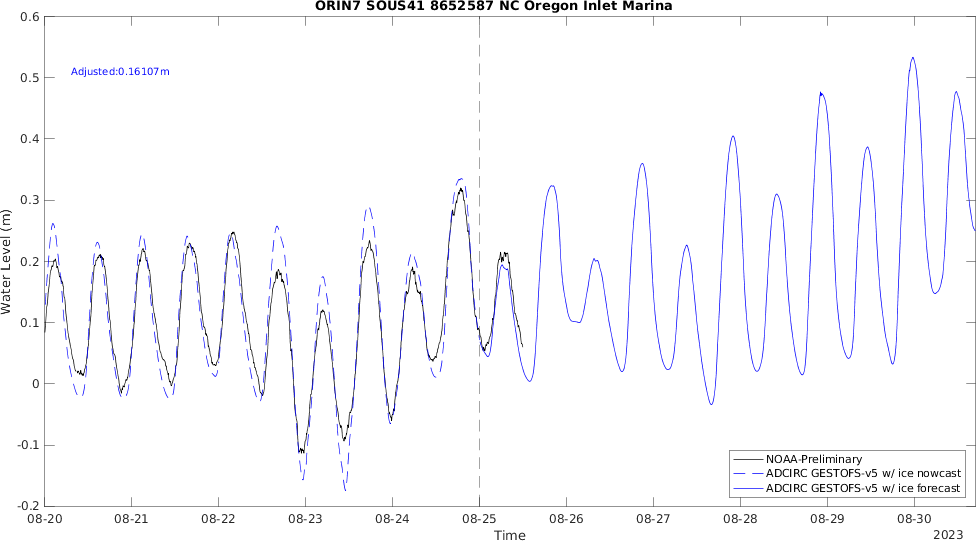 ORIN7 SOUS41 8652587 NC Oregon Inlet Marina
0.6
0.5
0.4
0.3
0.2
0.1
0
-0.1
-0.2
Water Level (m)
Adjusted:0.16107m
NOAA-Preliminary
ADCIRC GESTOFS-v5 w/ ice nowcast
ADCIRC GESTOFS-v5 w/ ice forecast
08-20 08-21 08-22 08-23 08-24 08-25 08-26 08-27 08-28 08-29 08-30
Time
2023